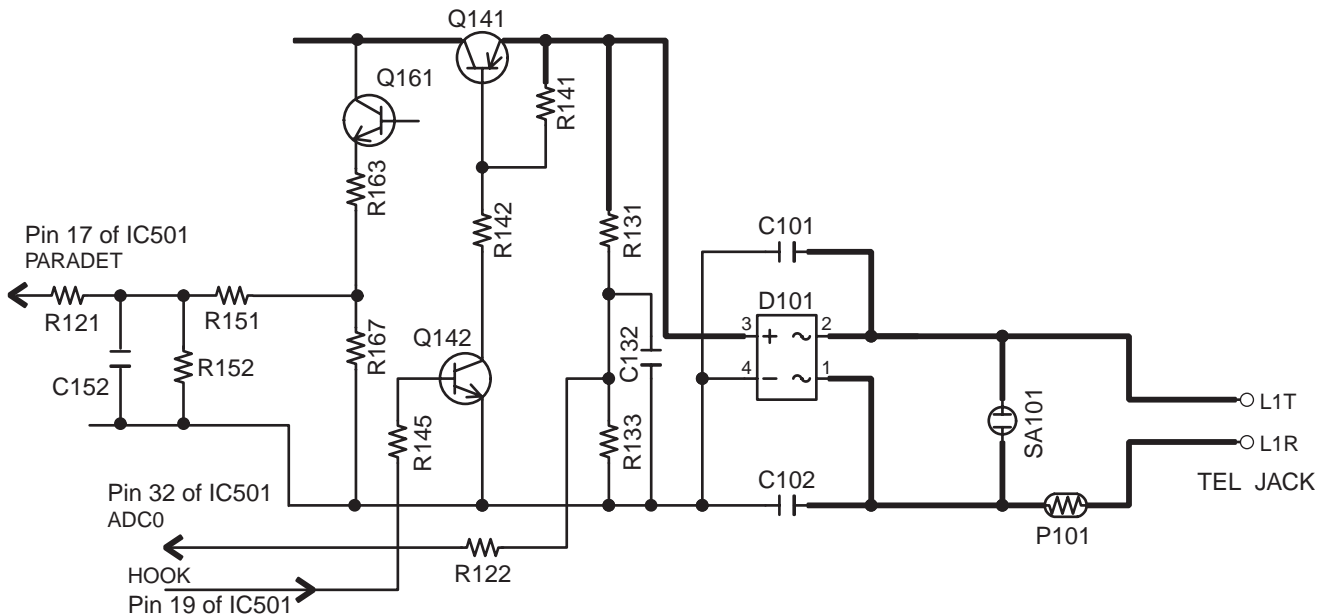 Q141
Q161
R141
R163
R142
R131
C101
Pin 17 of IC501
PARADET
R121
R151
R167
Q142
C132
D101
3 + ~ 2
4 − ~ 1
C152
R152
R145
R133
SA101
L1T
L1R
TEL JACK
Pin 32 of IC501
ADC0
C102
P101
R122
HOOK
Pin 19 of IC501